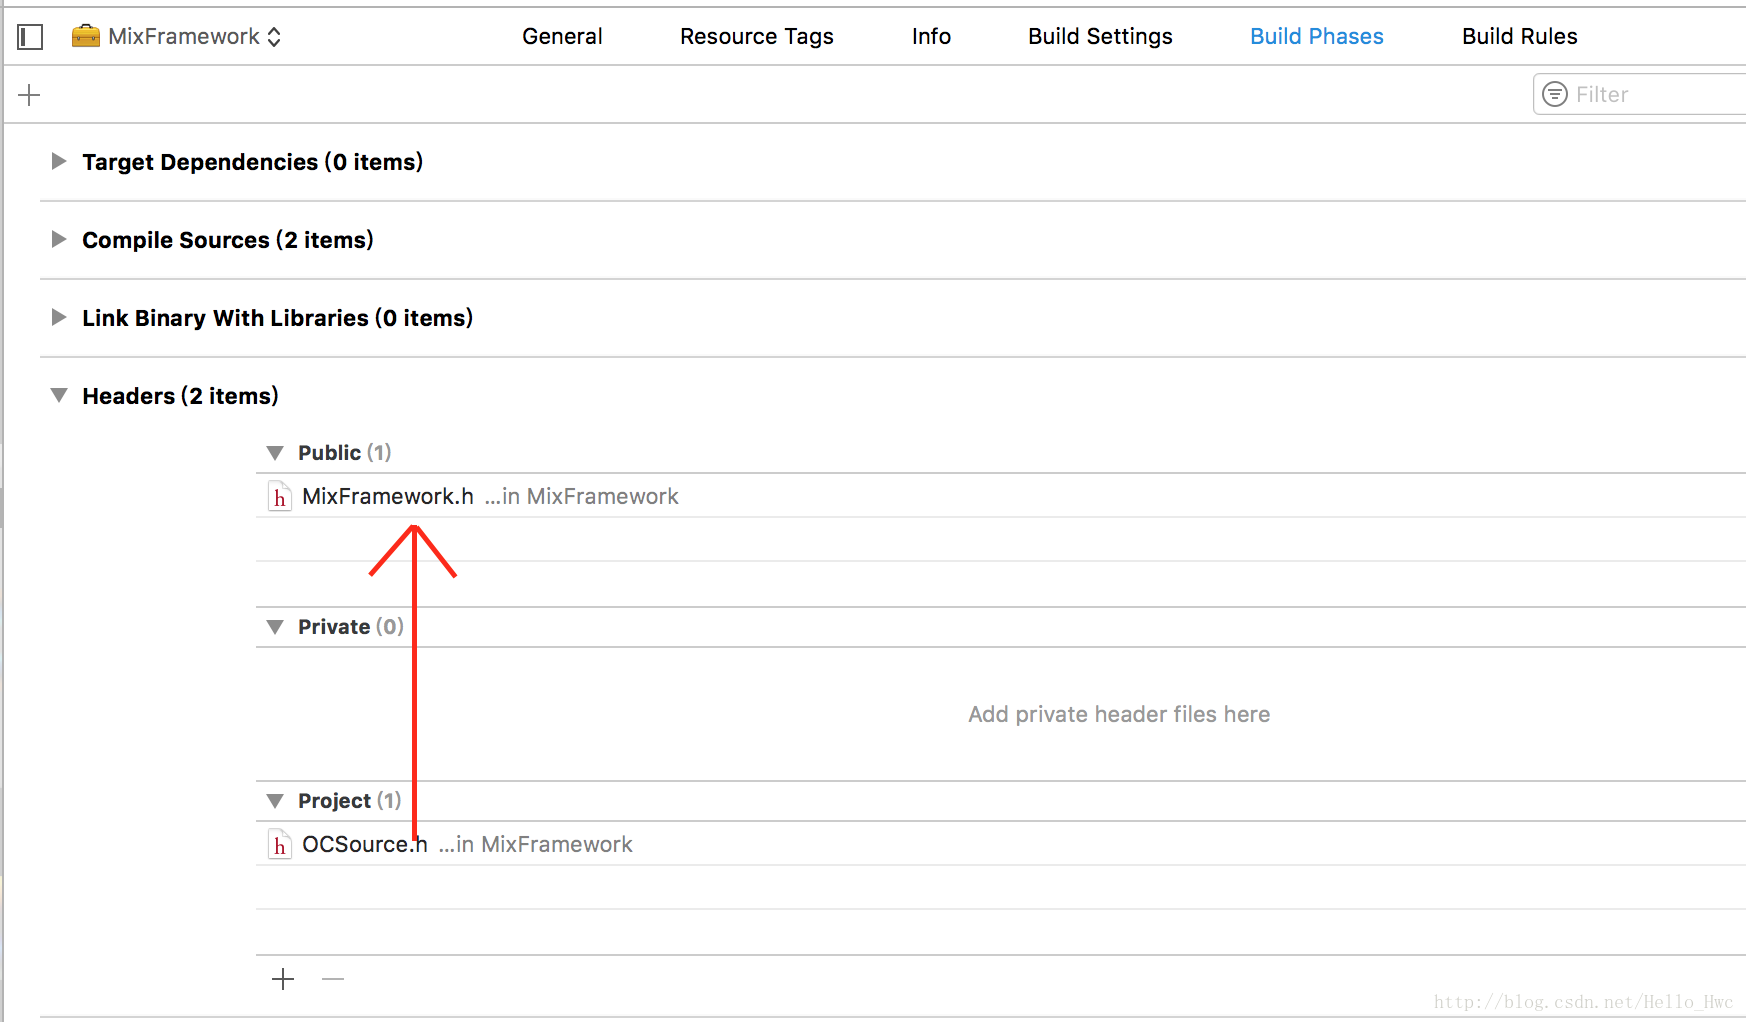 MixFramework General Resource Tags Info Build Settings Build Phases Build Rules
Filter
Target Dependencies (0 items)
Compile Sources (2 items)
Link Binary With Libraries (0 items)
Headers (2 items)
Public (1)
h MixFramework.h ...in MixFramework
Private (0)
Add private header files here
Project (1)
h OCSource.h ...in MixFramework
http://blog.csdn.net/Hello_Hwc